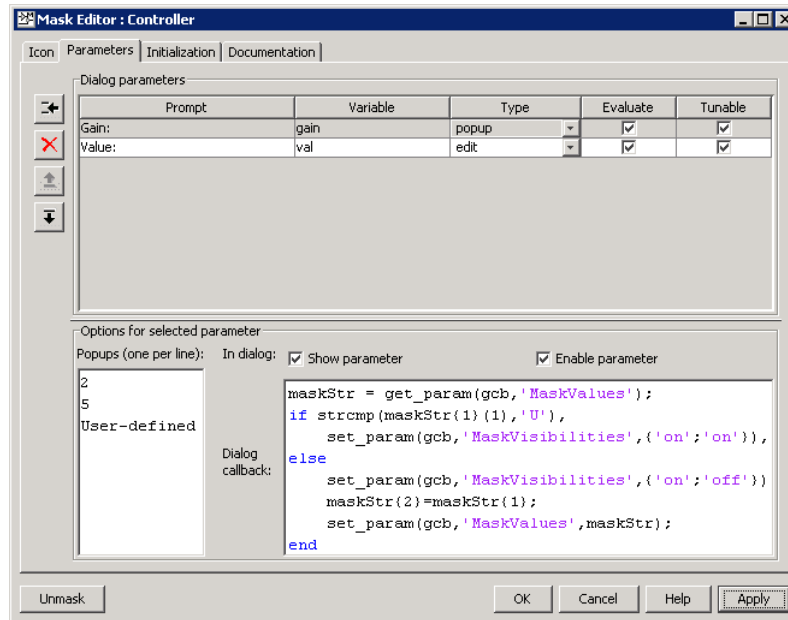 Mask Editor : Controller
Icon Parameters Initialization Documentation
Dialog parameters
Prompt Variable Type Evaluate Tunable
Gain: gain popup
Value: val edit
Options for selected parameter
Popups (one per line): In dialog: Show parameter Enable parameter
2
5
User-defined
Dialog callback:
maskStr = get_param(gcb,'MaskValues');
if strcmp(maskStr{1}(1),'U'),
set_param(gcb,'MaskVisibilities',{'on';'on'}),
else
set_param(gcb,'MaskVisibilities',{'on';'off'})
maskStr{2}=maskStr{1};
set_param(gcb,'MaskValues',maskStr);
end
Unmask OK Cancel Help Apply